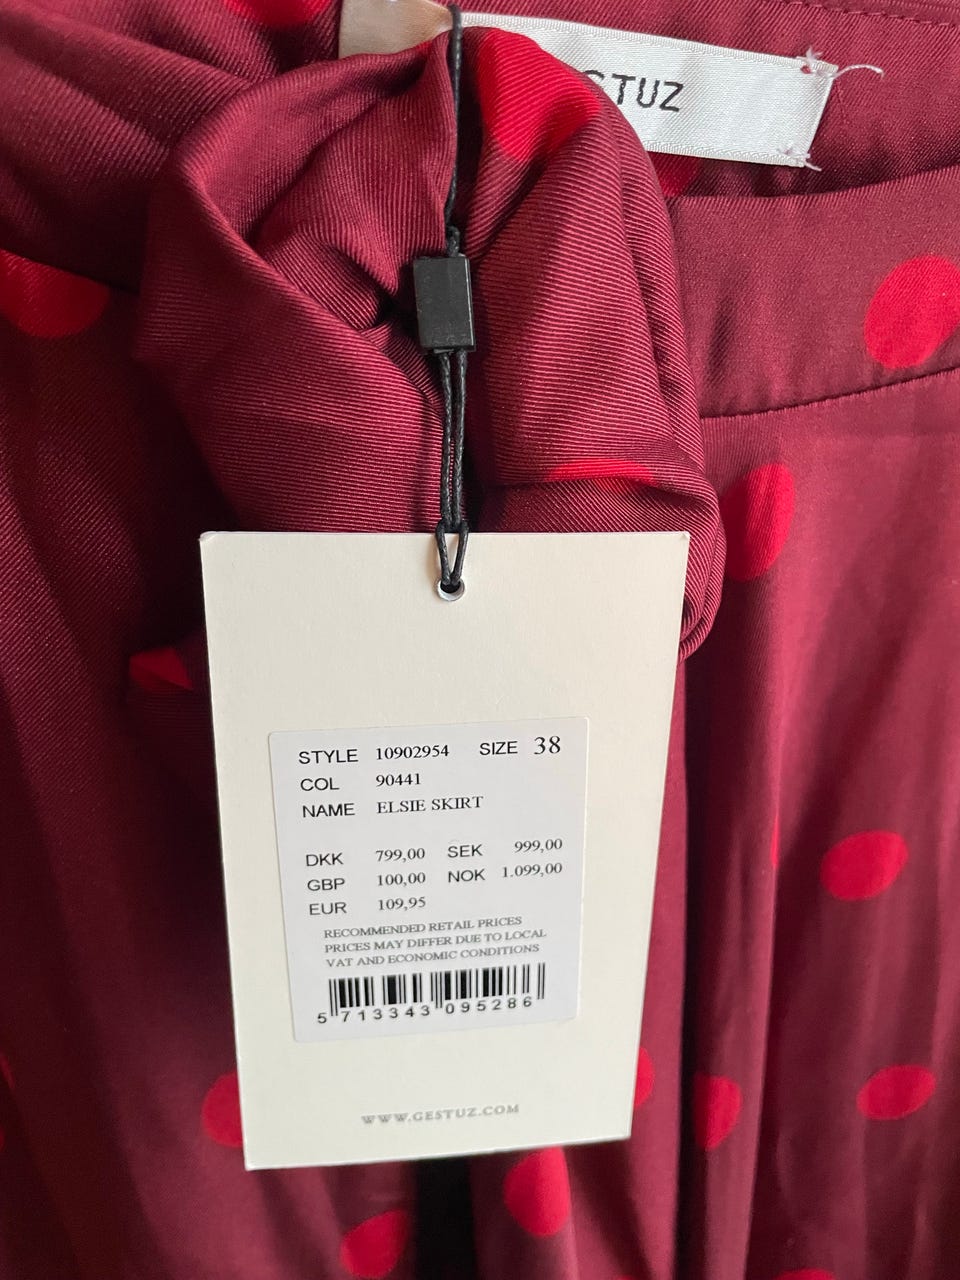 STUZ
STYLE 10902954 SIZE 38
COL 90441
NAME ELSIE SKIRT
DKK 799,00 SEK 999,00
GBP 100,00 NOK 1.099,00
EUR 109,95
RECOMMENDED RETAIL PRICES
PRICES MAY DIFFER DUE TO LOCAL
VAT AND ECONOMIC CONDITIONS
5 713343 095286
WWW.GESTUZ.COM